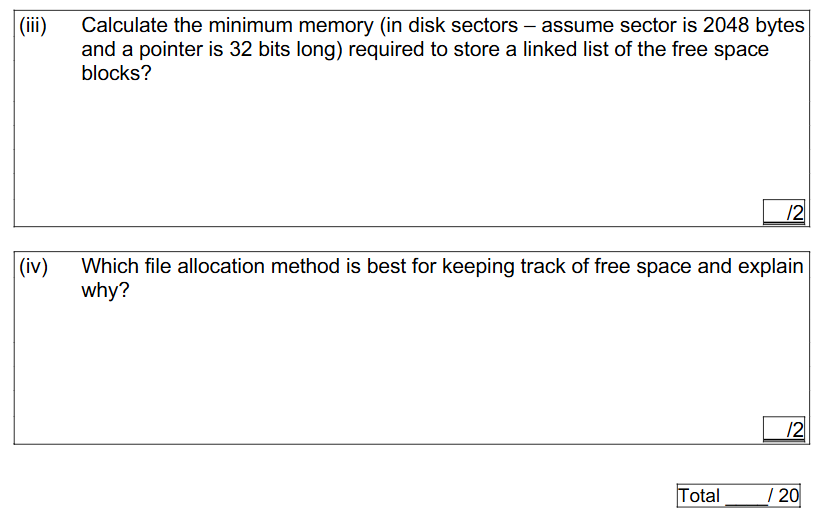 (iii) Calculate the minimum memory (in disk sectors – assume sector is 2048 bytes
and a pointer is 32 bits long) required to store a linked list of the free space
blocks?
/2
(iv) Which file allocation method is best for keeping track of free space and explain
why?
/2
Total ____/ 20